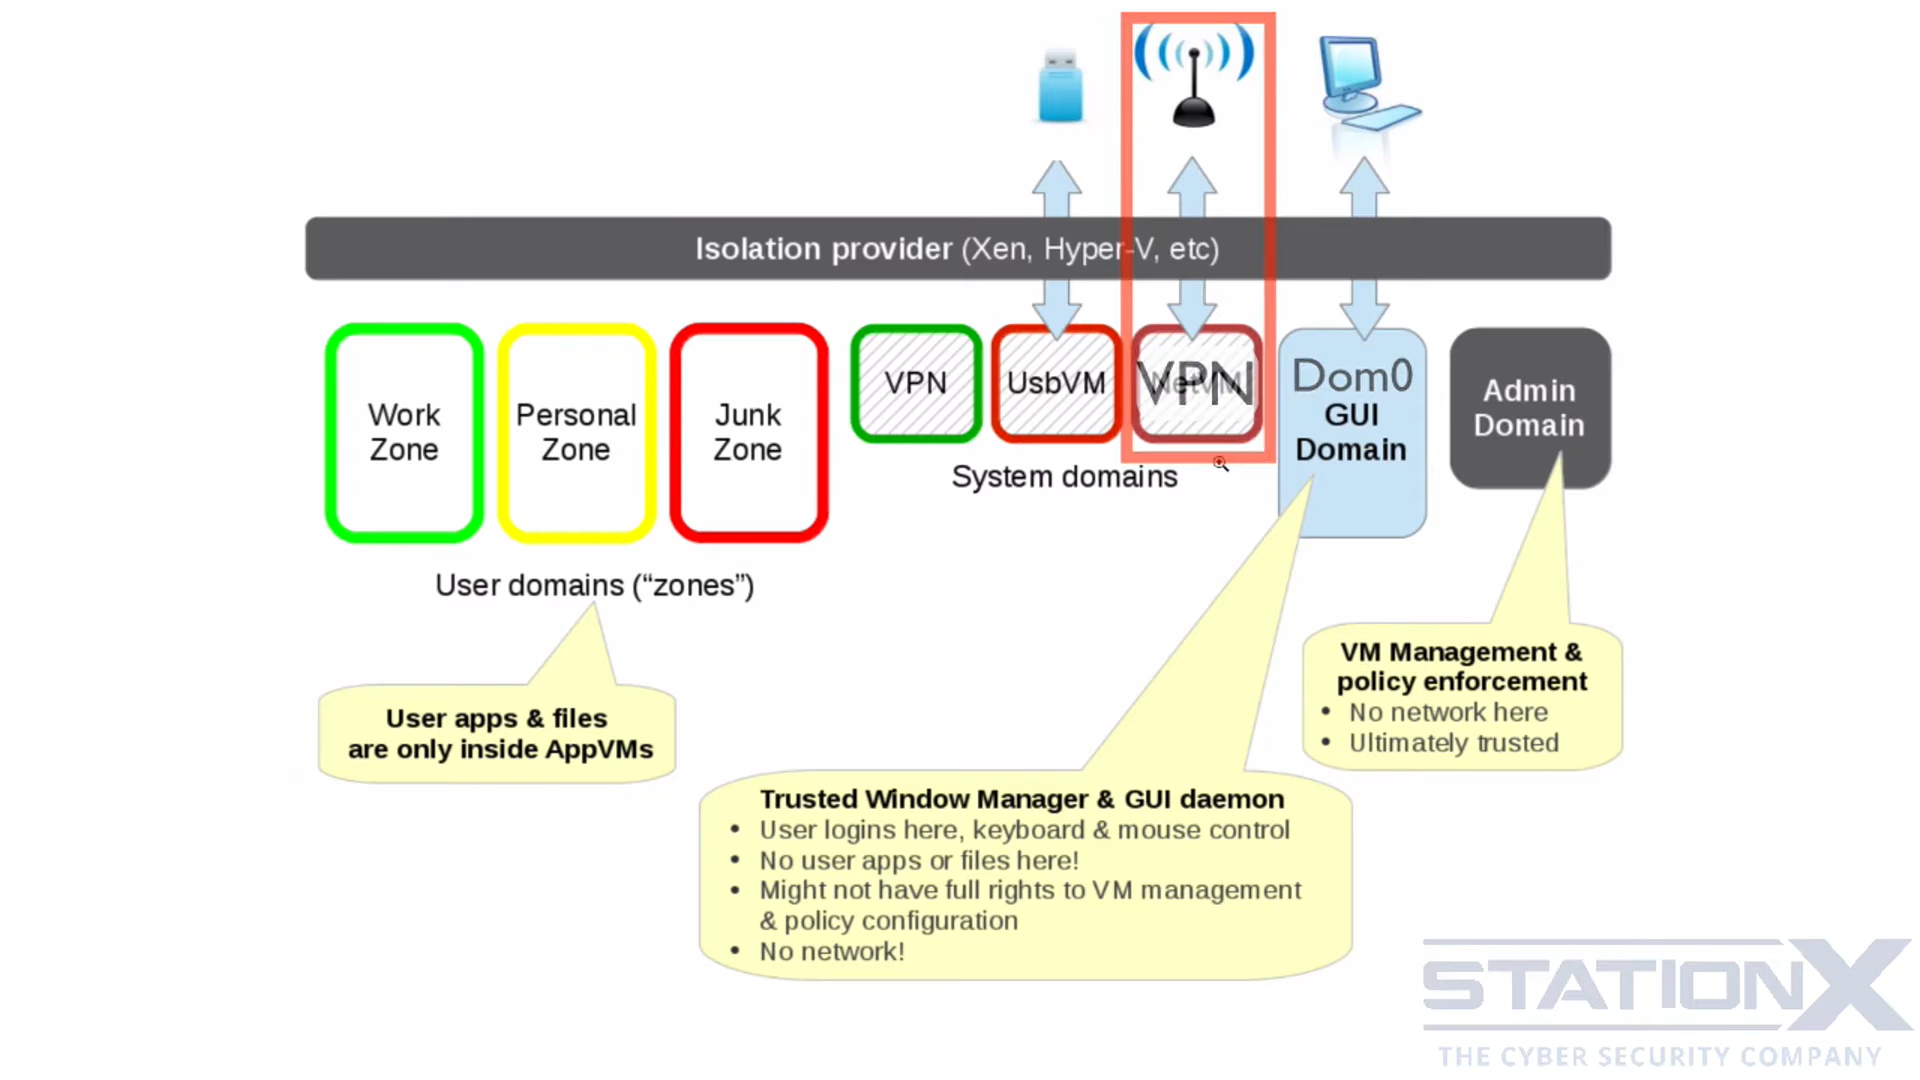 Isolation provider (Xen, Hyper-V, etc)
Work
Zone
Personal
Zone
Junk
Zone
VPN
UsbVM
NetVM
VPN
Dom0
GUI
Domain
Admin
Domain
System domains
User domains (“zones”)
User apps & files
are only inside AppVMs
VM Management &
policy enforcement
• No network here
• Ultimately trusted
Trusted Window Manager & GUI daemon
• User logins here, keyboard & mouse control
• No user apps or files here!
• Might not have full rights to VM management
& policy configuration
• No network!
STATIONX
THE CYBER SECURITY COMPANY